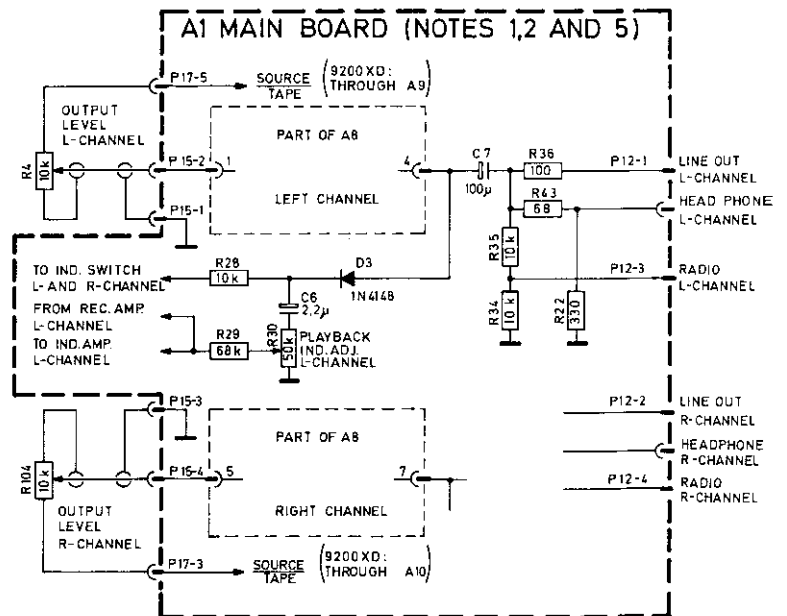 A1 MAIN BOARD (NOTES 1,2 AND 5)
P17-5
SOURCE
TAPE
(9200XD:
THROUGH A9)
OUTPUT
LEVEL
L-CHANNEL
R4
10k
P15-2
1
PART OF A8
4
LEFT CHANNEL
P15-1
C7
100µ
R36
100
P12-1
LINE OUT
L-CHANNEL
R43
68
HEAD PHONE
L-CHANNEL
R35
10k
P12-3
RADIO
L-CHANNEL
R34
10k
R22
330
TO IND. SWITCH
L- AND R-CHANNEL
R28
10k
D3
1N4148
C6
2,2µ
FROM REC. AMP.
L-CHANNEL
TO IND. AMP.
L-CHANNEL
R29
68k
R30
50k
PLAYBACK
IND. ADJ.
L-CHANNEL
P15-3
R104
10k
P15-4
5
PART OF A8
7
RIGHT CHANNEL
OUTPUT
LEVEL
R-CHANNEL
P17-3
SOURCE
TAPE
(9200XD:
THROUGH A10)
P12-2
LINE OUT
R-CHANNEL
HEADPHONE
R-CHANNEL
P12-4
RADIO
R-CHANNEL